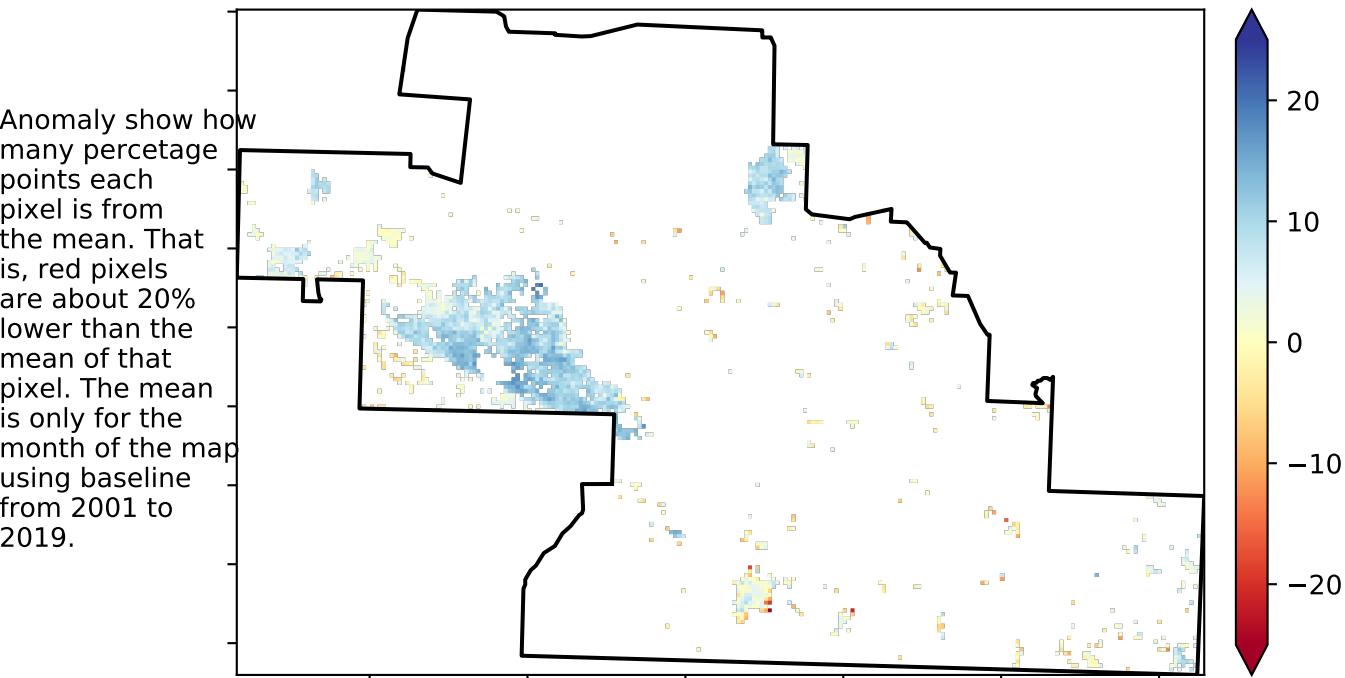 Anomaly show how
many percetage
points each
pixel is from
the mean. That
is, red pixels
are about 20%
lower than the
mean of that
pixel. The mean
is only for the
month of the map
using baseline
from 2001 to
2019.
20
10
0
−10
−20